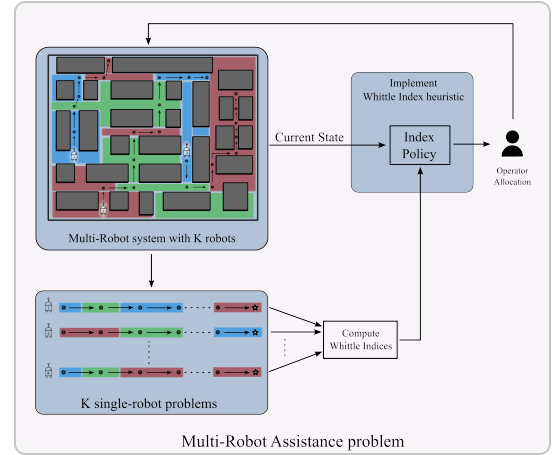 Implement
Whittle Index heuristic
Current State
Index
Policy
Operator
Allocation
Multi-Robot system with K robots
Compute
Whittle Indices
K single-robot problems
Multi-Robot Assistance problem